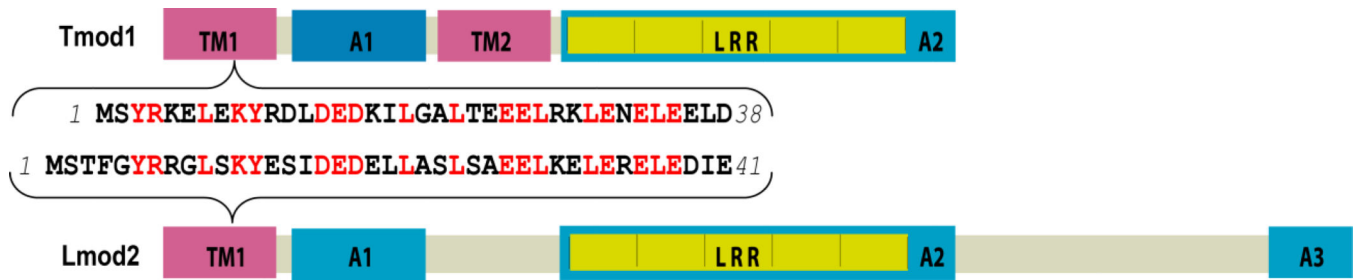 Tmod1 TM1 A1 TM2 LRR A2
1 MSYRKELEKYRDLDEDKILGALTEEELRKLENELEELD 38
1 MSTFGYRRGLSKYESIDEDELLASLSAEELKELERELEDIE 41
Lmod2 TM1 A1 LRR A2 A3